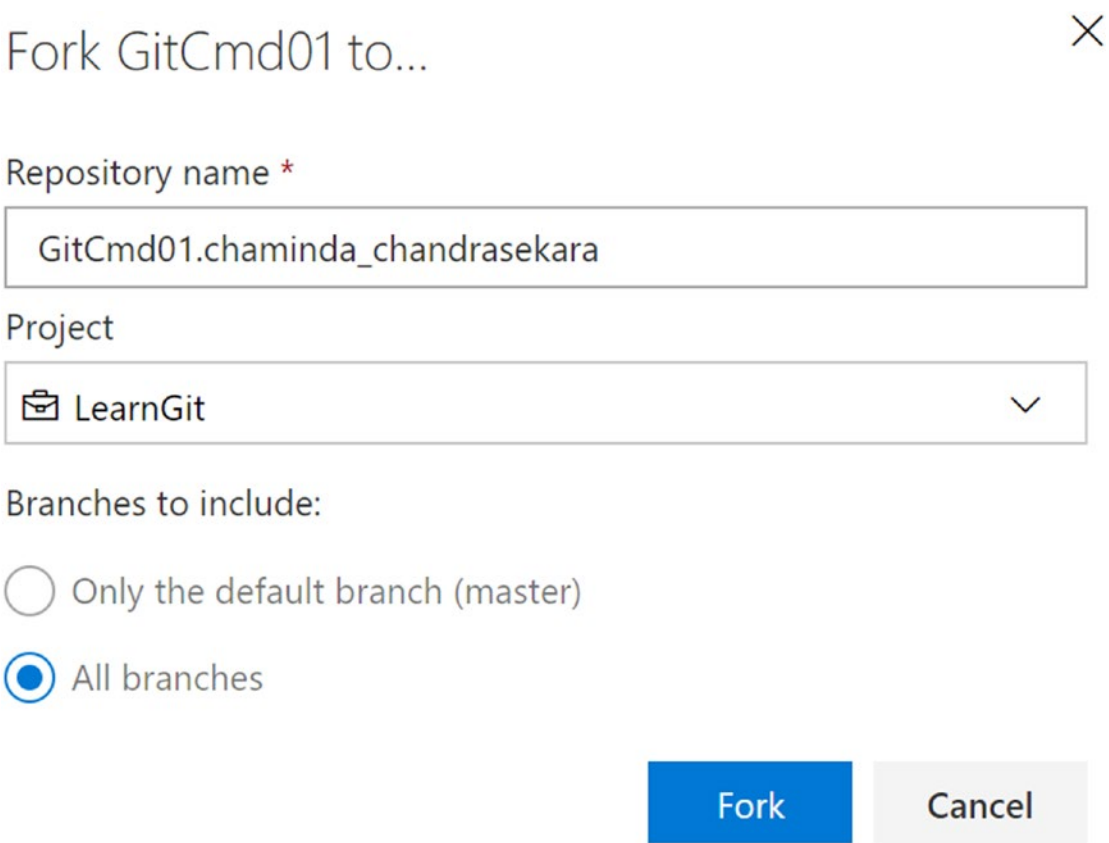 Fork GitCmd01 to...
Repository name *
GitCmd01.chaminda_chandrasekara
Project
LearnGit
Branches to include:
Only the default branch (master)
All branches
Fork Cancel